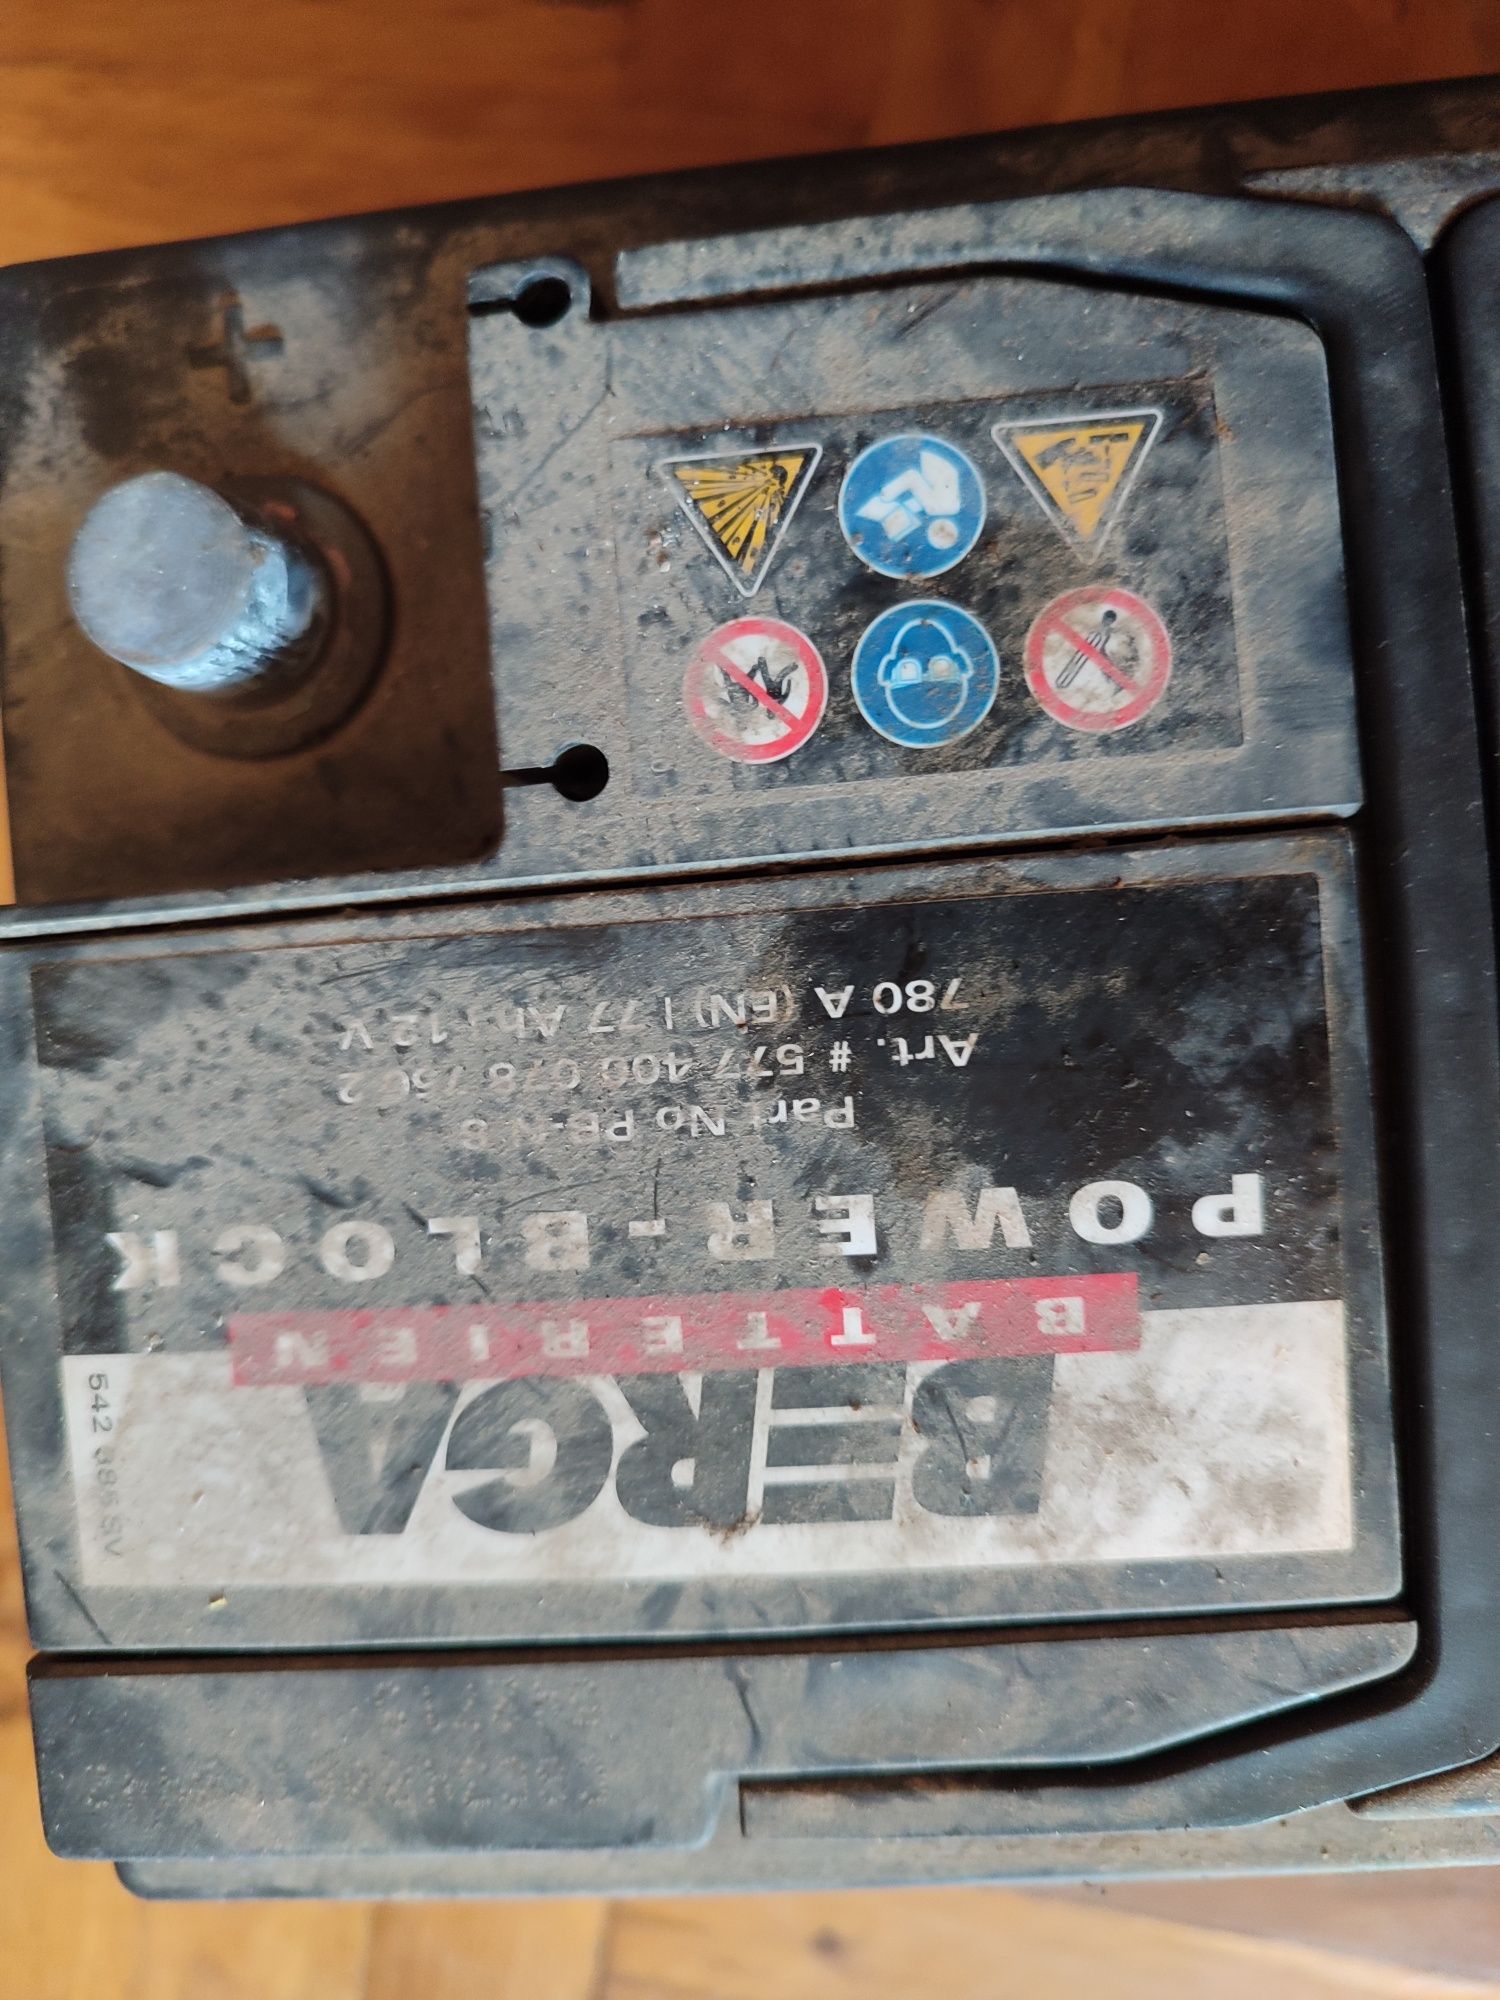 BERGA
BATTERIEN
POWER-BLOCK
Part No PB-N8
Art. # 577 400 078 7502
780 A (EN) | 77 Ah | 12 V
542 SV
+